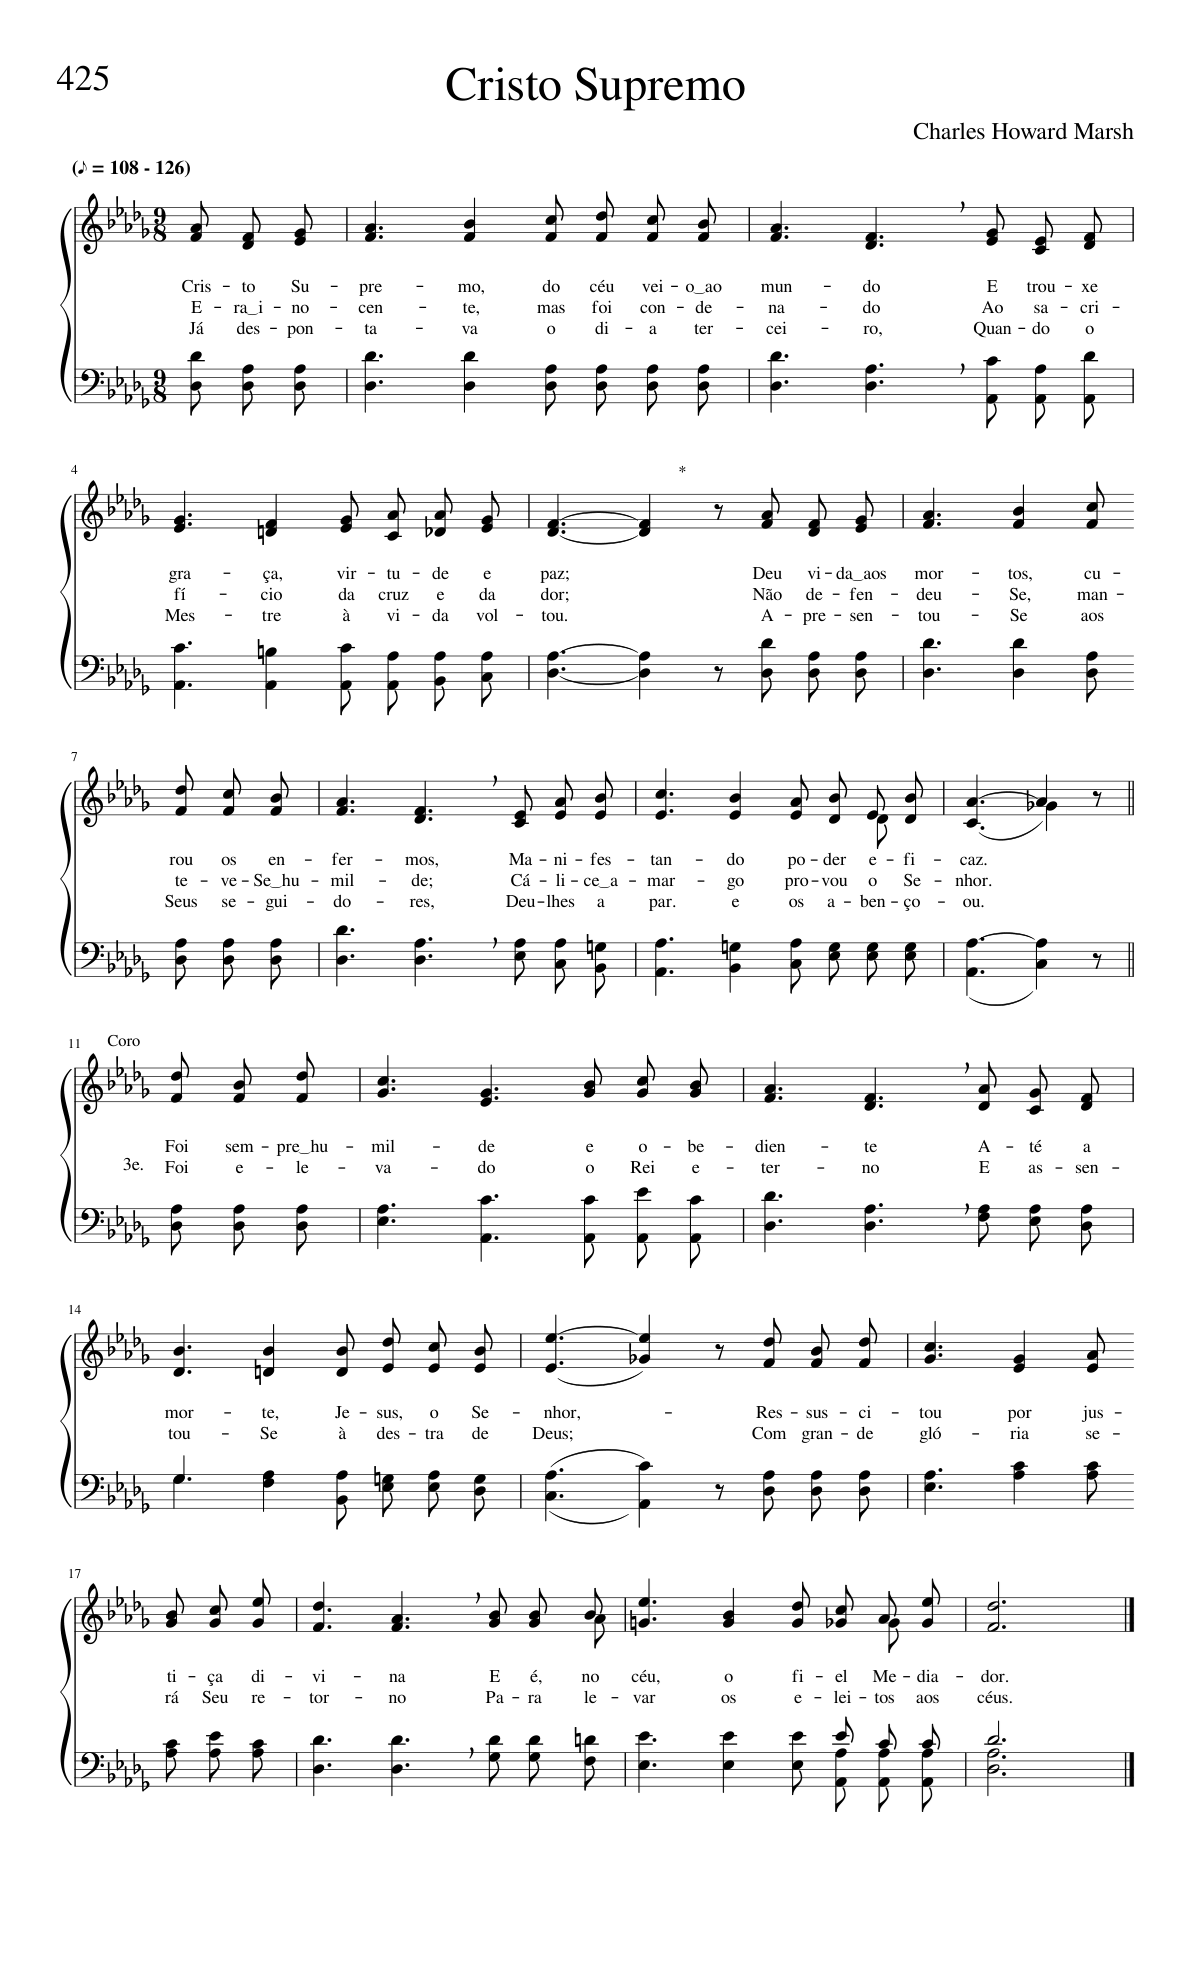 425
Cristo Supremo
Charles Howard Marsh
(♪ = 108 - 126)
Cris - to Su - pre - mo, do céu vei - o_ao mun - do E trou - xe
E - ra_i - no - cen - te, mas foi con - de - na - do Ao sa - cri -
Já des - pon - ta - va o di - a ter - cei - ro, Quan - do o
4
*
gra - ça, vir - tu - de e paz; Deu vi - da_aos mor - tos, cu -
fí - cio da cruz e da dor; Não de - fen - deu - Se, man -
Mes - tre à vi - da vol - tou. A - pre - sen - tou - Se aos
7
rou os en - fer - mos, Ma - ni - fes - tan - do po - der e - fi - caz.
te - ve - Se_hu - mil - de; Cá - li - ce_a - mar - go pro - vou o Se - nhor.
Seus se - gui - do - res, Deu - lhes a par. e os a - ben - ço - ou.
11
Coro
Foi sem - pre_hu - mil - de e o - be - dien - te A - té a
3e. Foi e - le - va - do o Rei e - ter - no E as - sen -
14
mor - te, Je - sus, o Se - nhor, - Res - sus - ci - tou por jus -
tou - Se à des - tra de Deus; Com gran - de gló - ria se -
17
ti - ça di - vi - na E é, no céu, o fi - el Me - dia - dor.
rá Seu re - tor - no Pa - ra le - var os e - lei - tos aos céus.